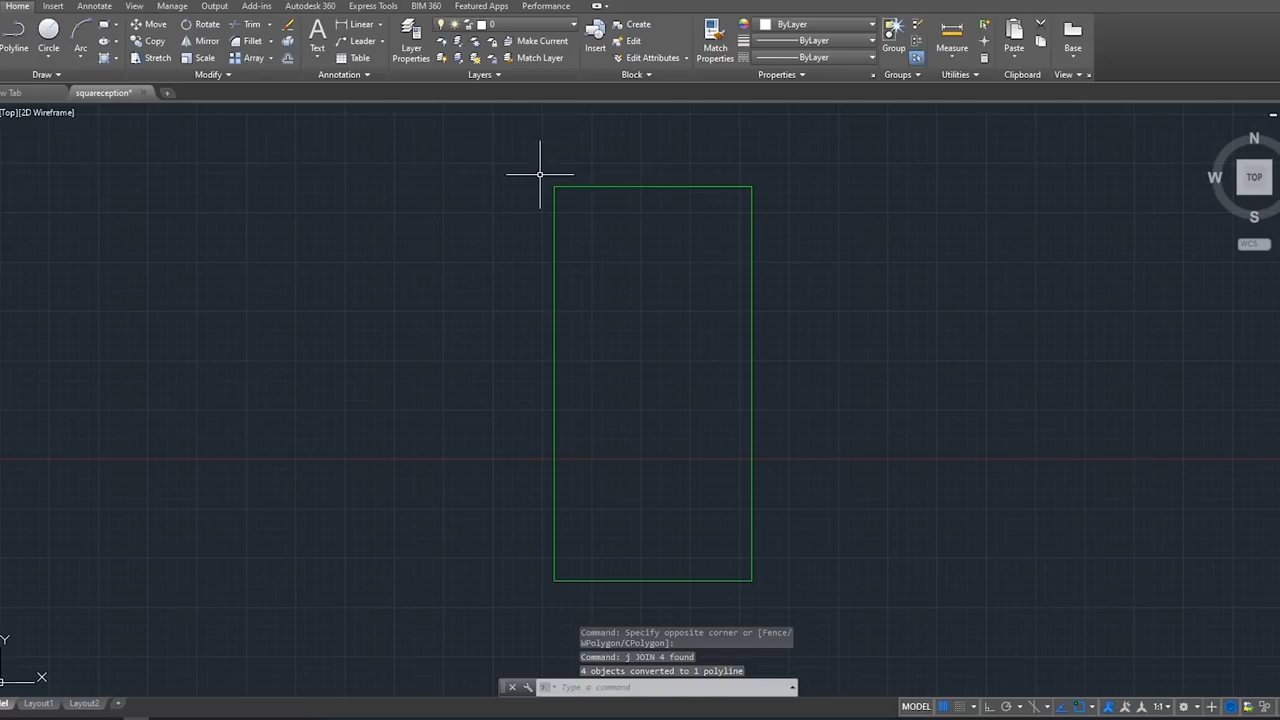 Home Insert Annotate View Manage Output Add-ins Autodesk 360 Express Tools BIM 360 Featured Apps Performance
Move Rotate Trim Linear 0 Create ByLayer
Polyline Circle Arc Copy Mirror Fillet Text Leader Layer Properties Make Current Insert Edit Match Properties ByLayer Group Measure Paste Base
Stretch Scale Array Table Match Layer Edit Attributes ByLayer
Draw Modify Annotation Layers Block Properties Groups Utilities Clipboard View
Tab squareception*
[Top][2D Wireframe]
N
W TOP
S
WCS
Command: Specify opposite corner or [Fence/
WPolygon/CPolygon]:
Command: j JOIN 4 found
4 objects converted to 1 polyline
Y
X
Type a command
Layout1 Layout2 MODEL 1:1